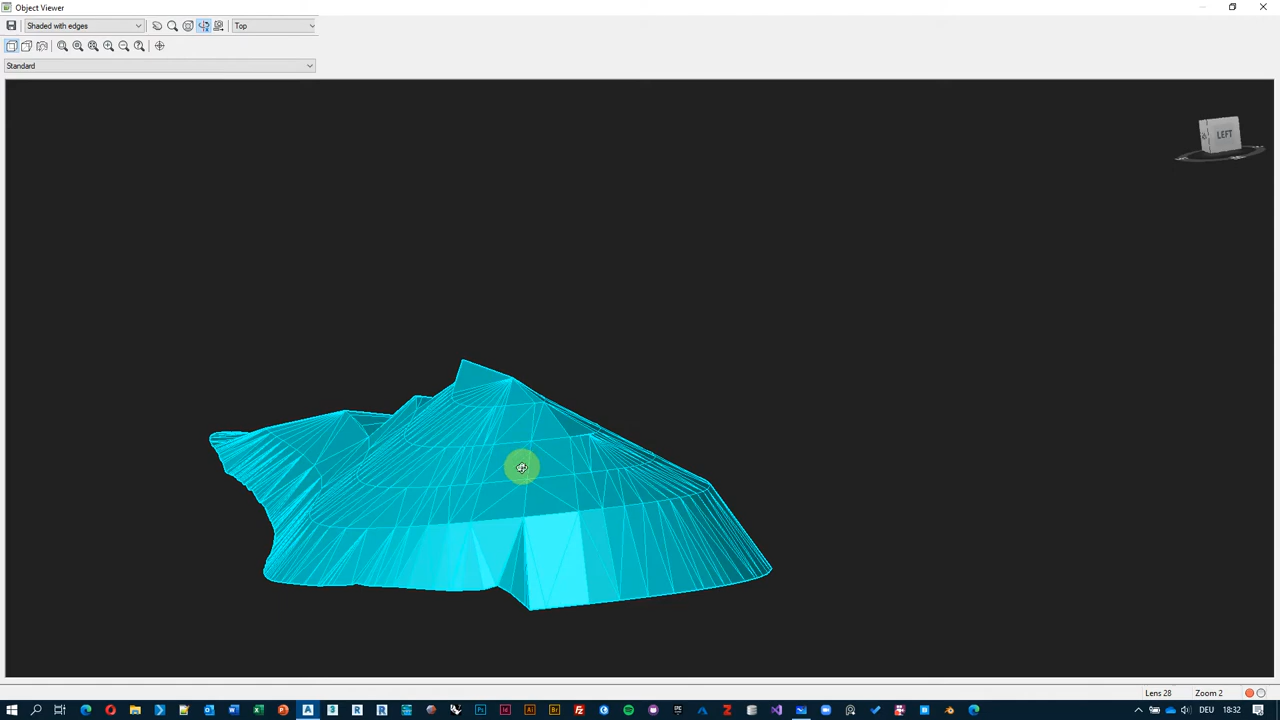 Object Viewer
Shaded with edges Top
Standard
LEFT
Lens 28 Zoom 2
DEU 18:32